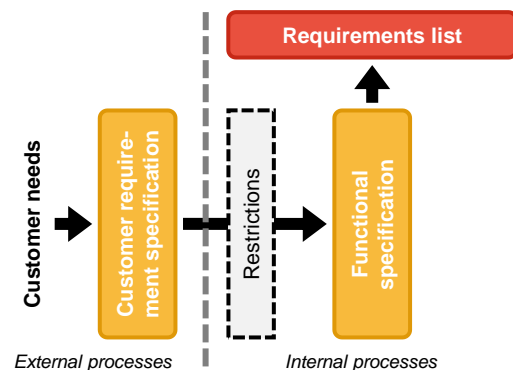 Requirements list
Customer needs
Customer require-
ment specification
Restrictions
Functional
specification
External processes
Internal processes